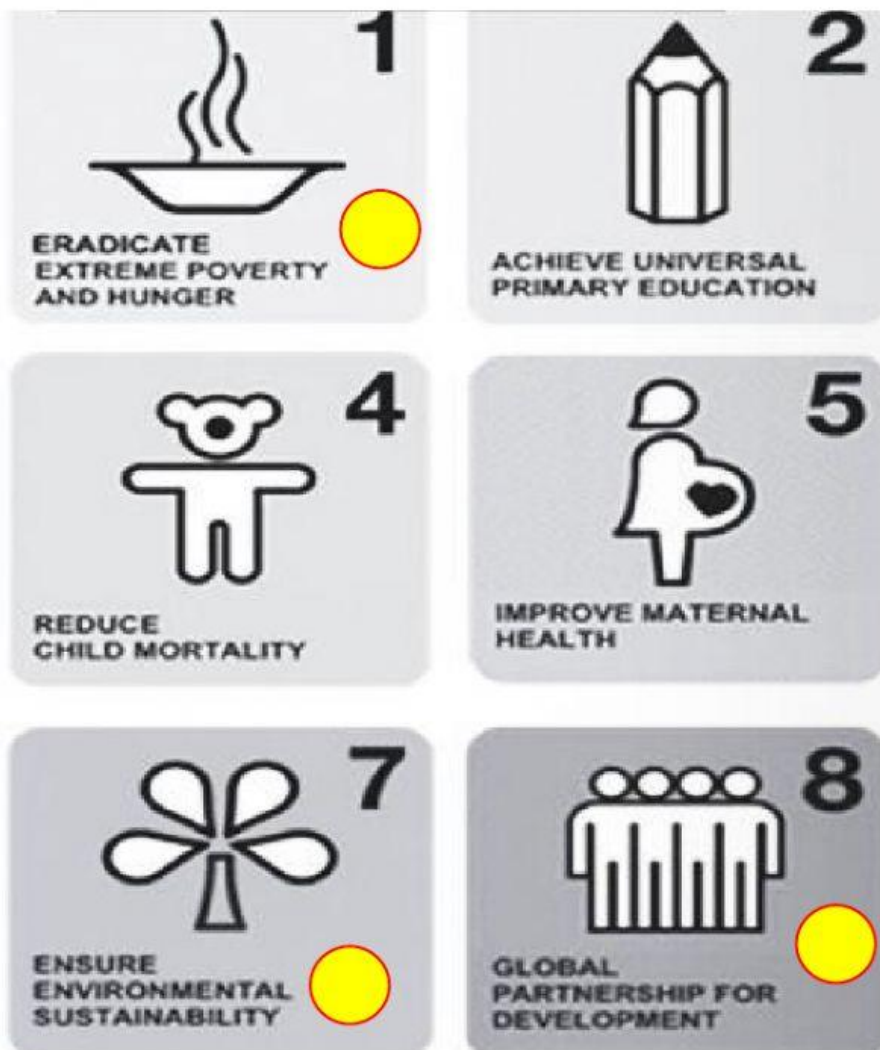 1
ERADICATE
EXTREME POVERTY
AND HUNGER
2
ACHIEVE UNIVERSAL
PRIMARY EDUCATION
4
REDUCE
CHILD MORTALITY
5
IMPROVE MATERNAL
HEALTH
7
ENSURE
ENVIRONMENTAL
SUSTAINABILITY
8
GLOBAL
PARTNERSHIP FOR
DEVELOPMENT